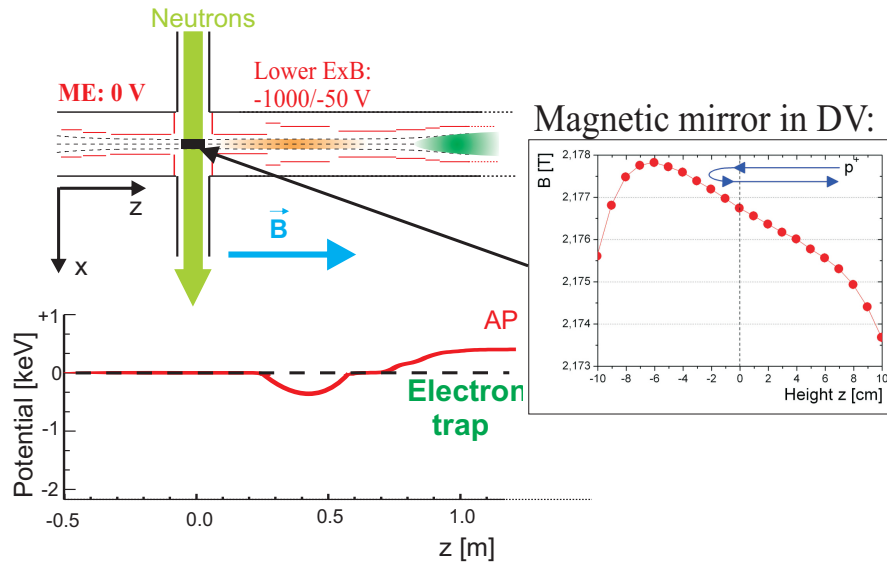 Neutrons
ME: 0 V
Lower ExB:
-1000/-50 V
z
x
B
Magnetic mirror in DV:
B [T]
2,178
2,177
2,176
2,175
2,174
2,173
p+
-10 -8 -6 -4 -2 0 2 4 6 8 10
Height z [cm]
Potential [keV]
+1
0
-1
-2
AP
Electron
trap
-0.5 0.0 0.5 1.0
z [m]